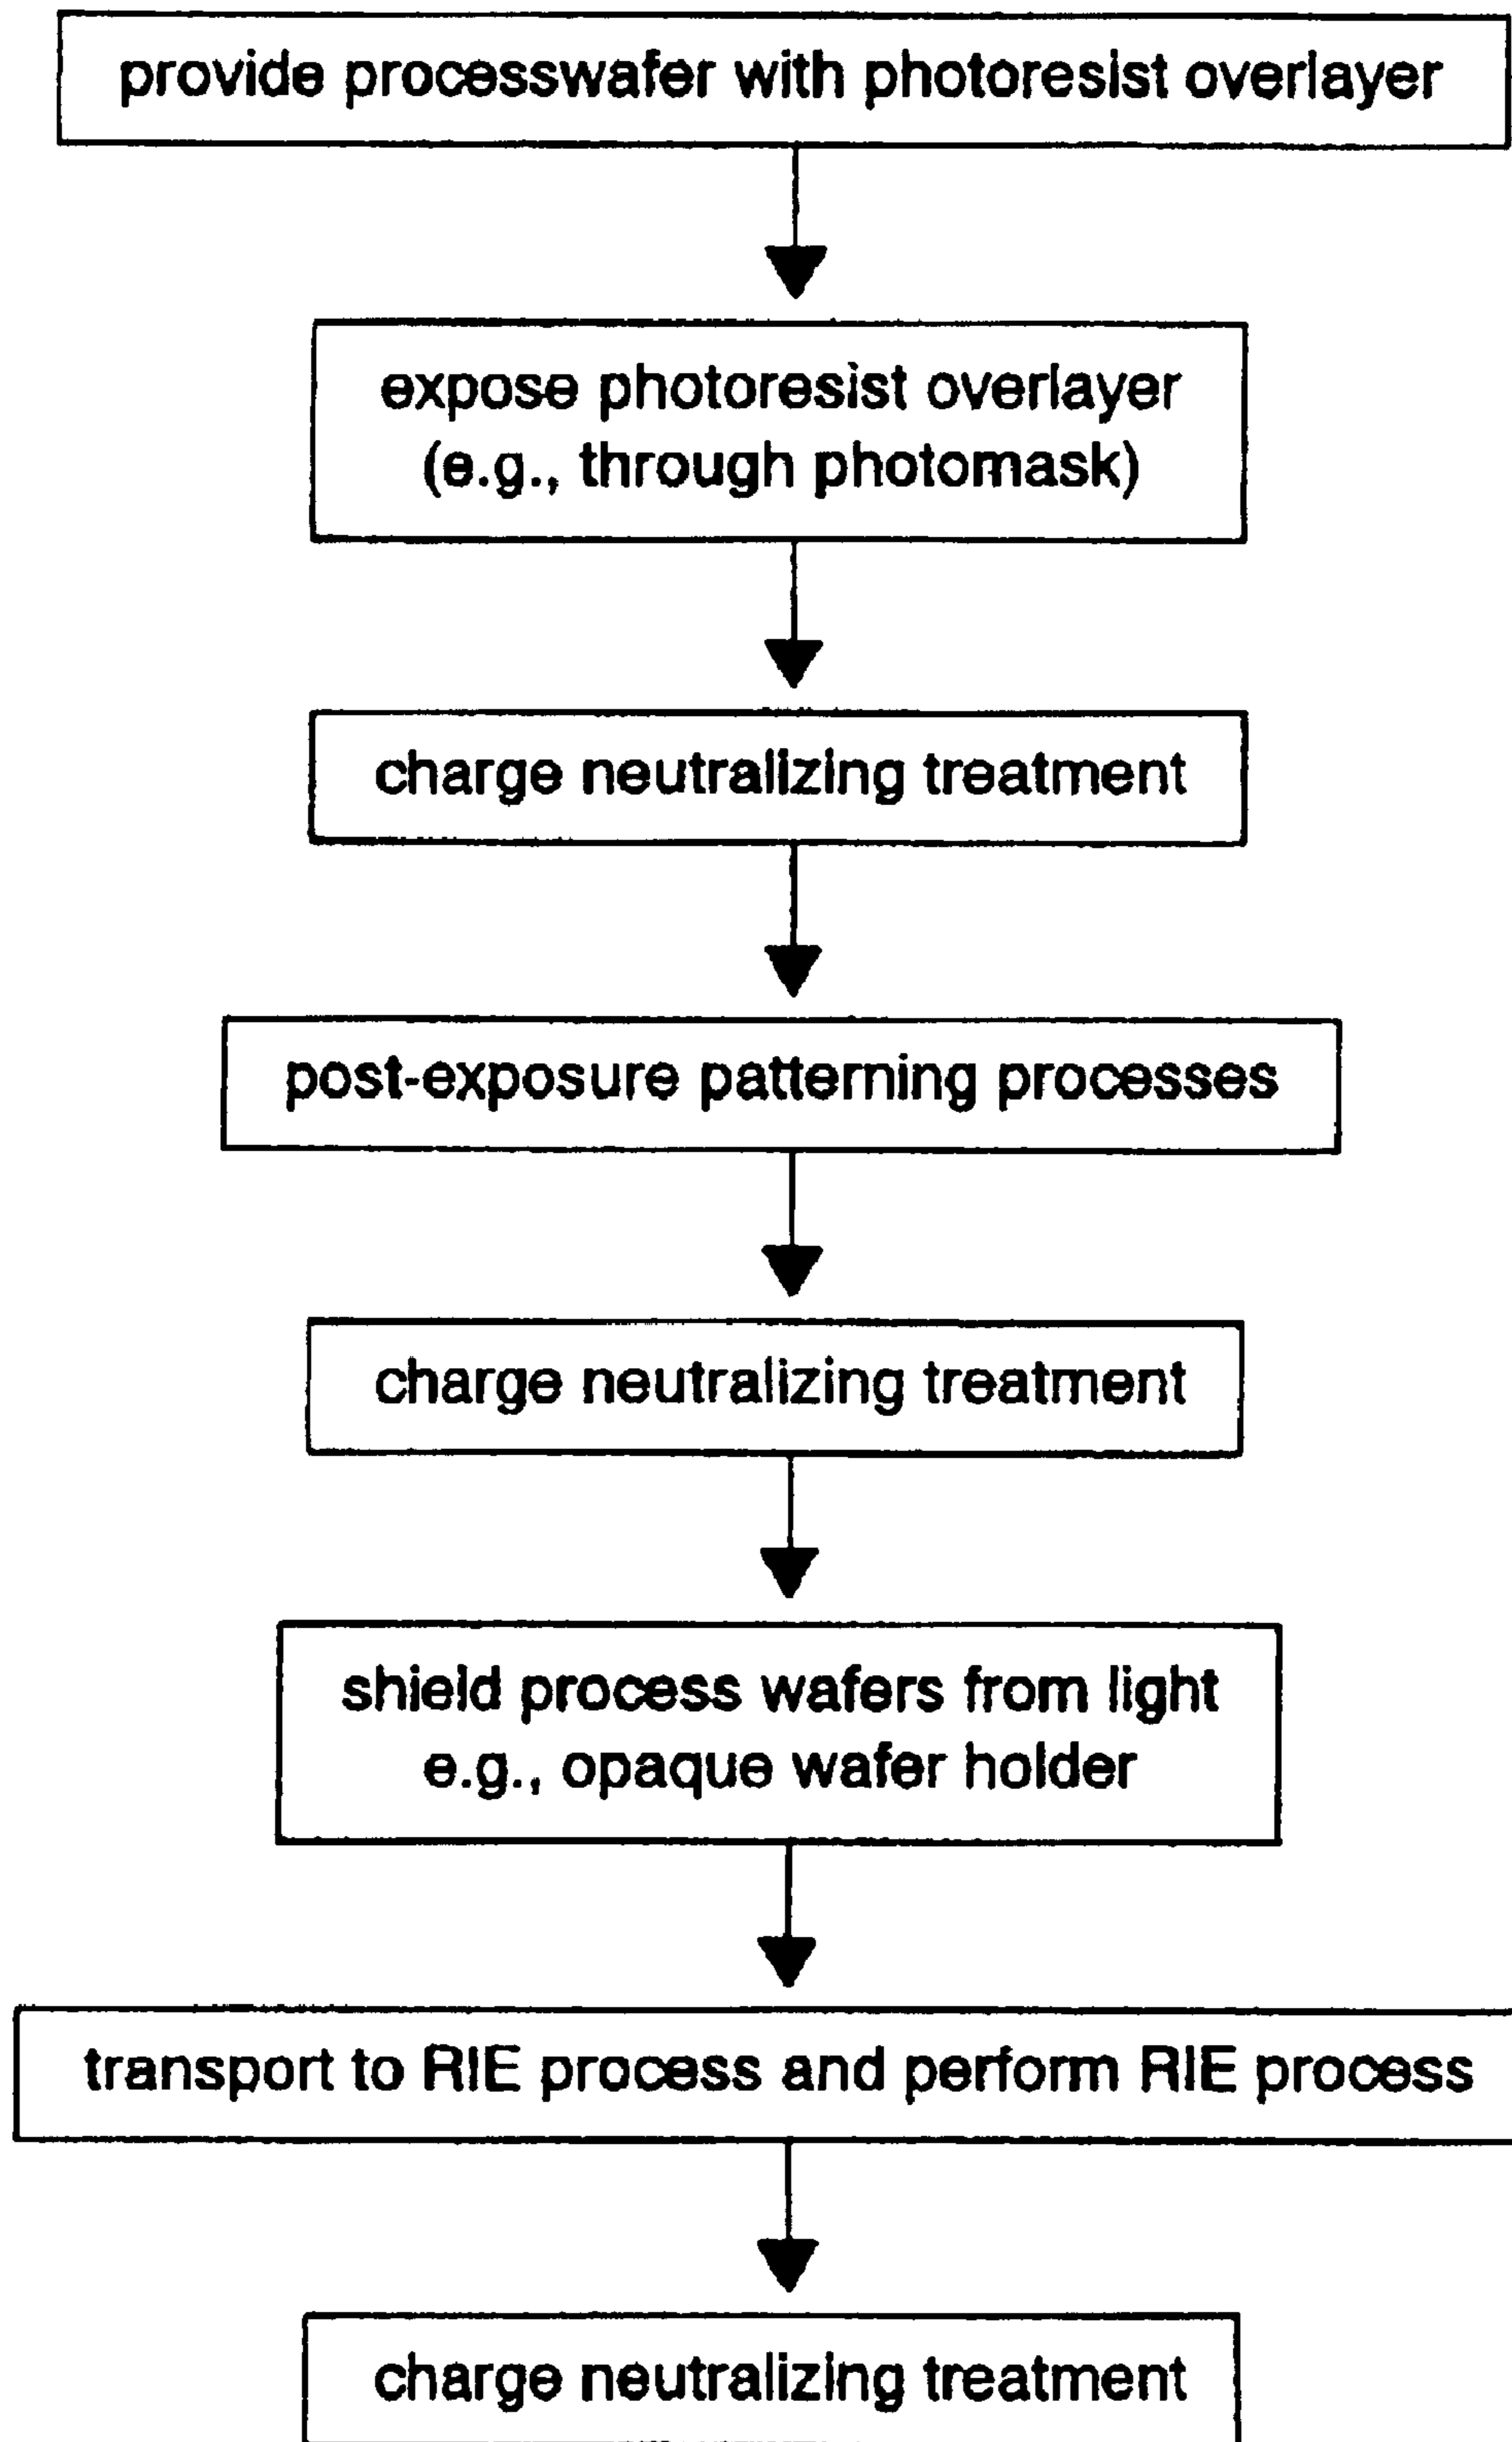 provide processwafer with photoresist overlayer
expose photoresist overlayer
(e.g., through photomask)
charge neutralizing treatment
post-exposure patterning processes
charge neutralizing treatment
shield process wafers from light
e.g., opaque wafer holder
transport to RIE process and perform RIE process
charge neutralizing treatment